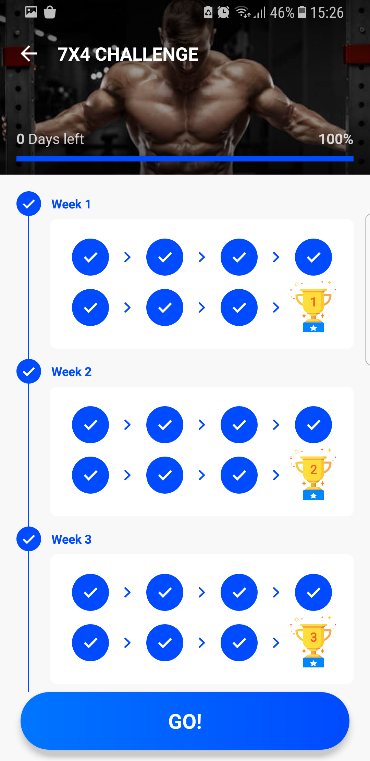 46% 15:26
7X4 CHALLENGE
0 Days left 100%
Week 1
1
Week 2
2
Week 3
3
GO!